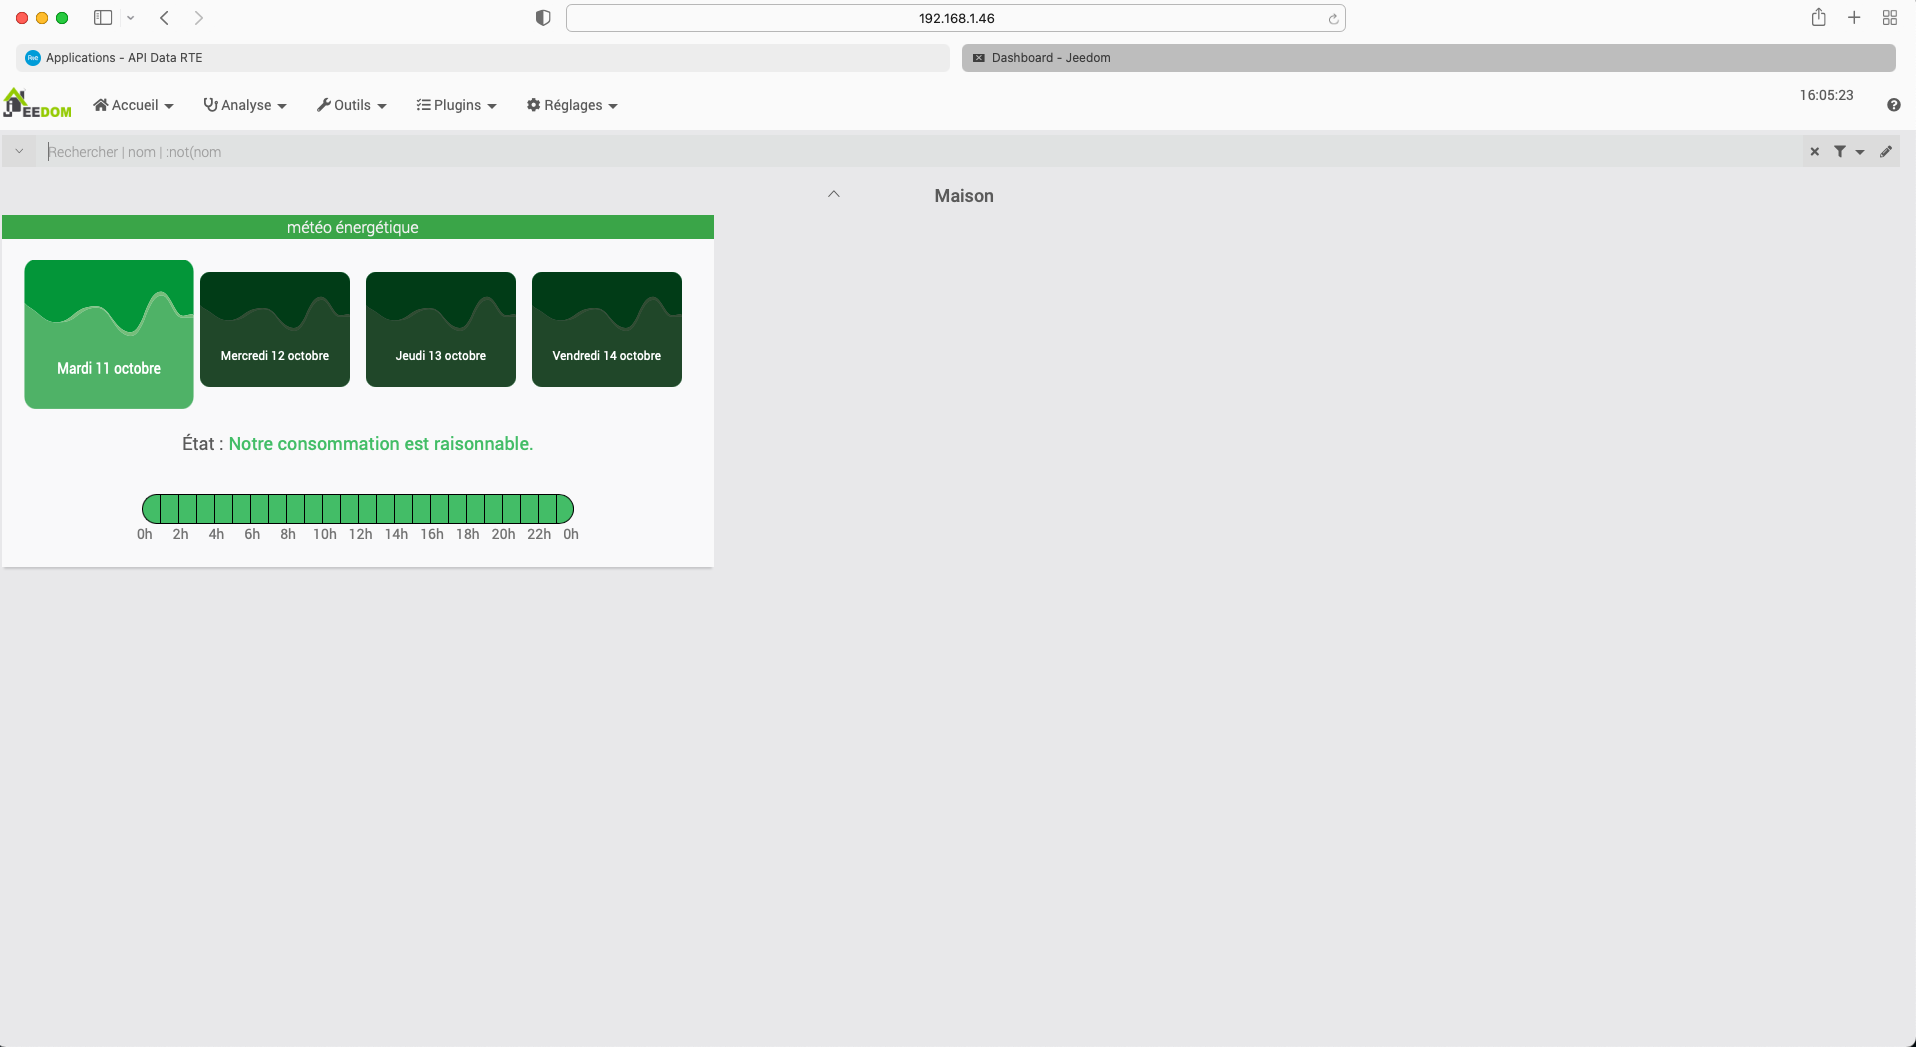 192.168.1.46
Applications - API Data RTE
Dashboard - Jeedom
JEEDOM
Accueil
Analyse
Outils
Plugins
Réglages
16:05:23
Rechercher | nom | :not(nom
Maison
météo énergétique
Mardi 11 octobre
Mercredi 12 octobre
Jeudi 13 octobre
Vendredi 14 octobre
État : Notre consommation est raisonnable.
0h 2h 4h 6h 8h 10h 12h 14h 16h 18h 20h 22h 0h